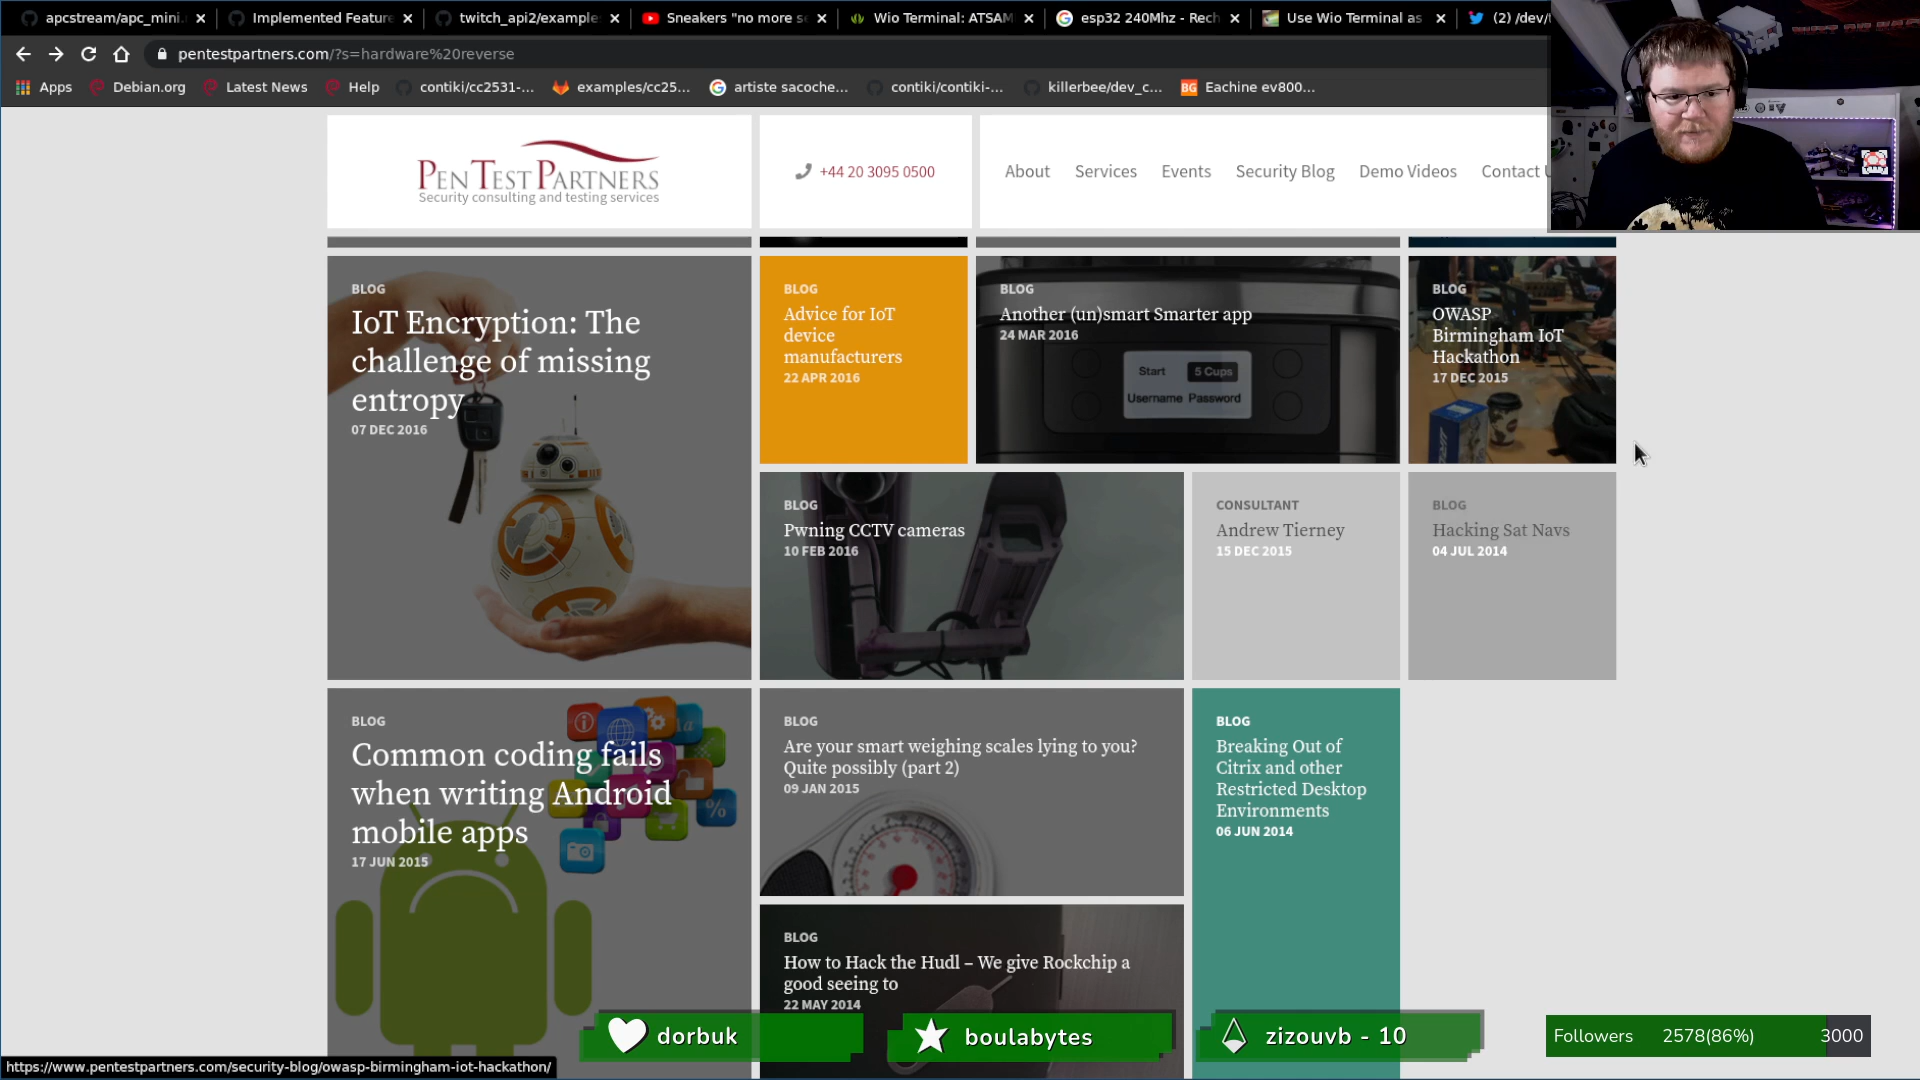 apcstream/apc_mini.
Implemented Feature
twitch_api2/example
Sneakers "no more s
Wio Terminal: ATSAM
esp32 240Mhz - Rech
Use Wio Terminal as
(2) /dev/
pentestpartners.com/?s=hardware%20reverse
Apps
Debian.org
Latest News
Help
contiki/cc2531-...
examples/cc25...
artiste sacoche...
contiki/contiki-...
killerbee/dev_c...
BG
Eachine ev800...
PEN TEST PARTNERS
Security consulting and testing services
+44 20 3095 0500
About
Services
Events
Security Blog
Demo Videos
Contact U
BLOG
IoT Encryption: The
challenge of missing
entropy
07 DEC 2016
BLOG
Advice for IoT
device
manufacturers
22 APR 2016
BLOG
Another (un)smart Smarter app
24 MAR 2016
Start 5 Cups
Username Password
BLOG
OWASP
Birmingham IoT
Hackathon
17 DEC 2015
BLOG
Pwning CCTV cameras
10 FEB 2016
CONSULTANT
Andrew Tierney
15 DEC 2015
BLOG
Hacking Sat Navs
04 JUL 2014
BLOG
Common coding fails
when writing Android
mobile apps
17 JUN 2015
BLOG
Are your smart weighing scales lying to you?
Quite possibly (part 2)
09 JAN 2015
BLOG
Breaking Out of
Citrix and other
Restricted Desktop
Environments
06 JUN 2014
BLOG
How to Hack the Hudl – We give Rockchip a
good seeing to
22 MAY 2014
dorbuk
boulabytes
zizouvb - 10
Followers 2578(86%) 3000
https://www.pentestpartners.com/security-blog/owasp-birmingham-iot-hackathon/